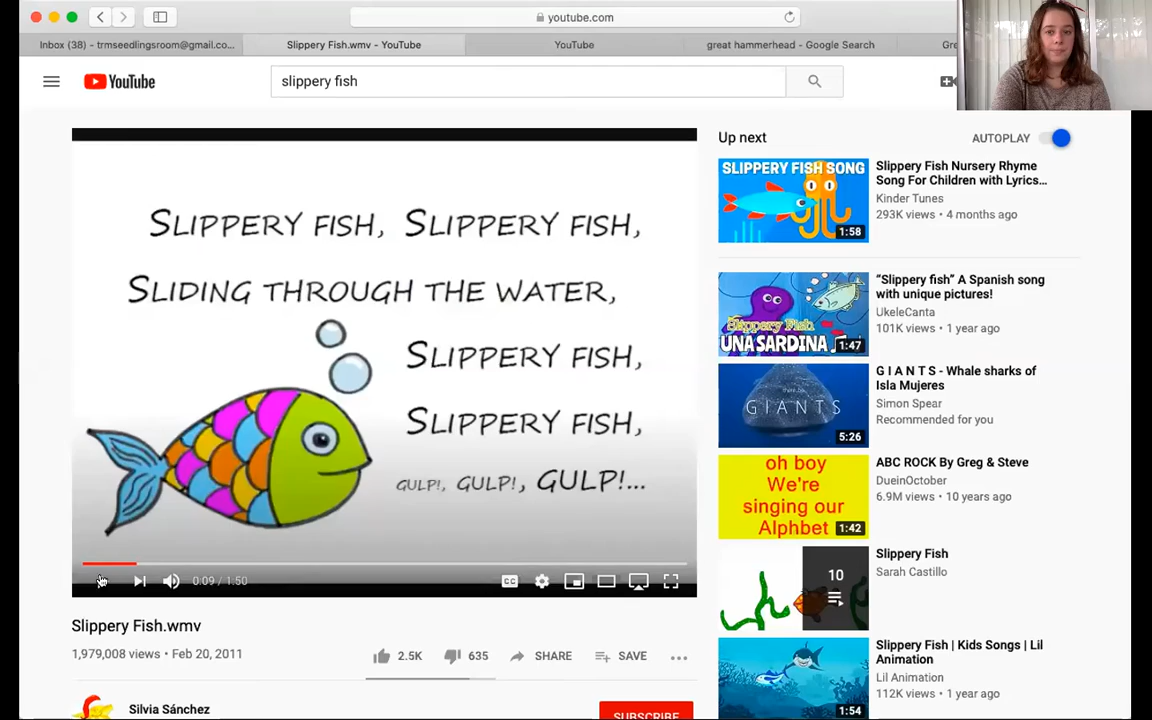 youtube.com
Inbox (38) - trmseedlingsroom@gmail.co...
Slippery Fish.wmv - YouTube
YouTube
great hammerhead - Google Search
YouTube
slippery fish
SLIPPERY FISH, SLIPPERY FISH,
SLIDING THROUGH THE WATER,
SLIPPERY FISH,
SLIPPERY FISH,
GULP!, GULP!, GULP!...
0:09 / 1:50
CC
Slippery Fish.wmv
1,979,008 views • Feb 20, 2011
2.5K
635
SHARE
SAVE
Silvia Sánchez
SUBSCRIBE
Up next
AUTOPLAY
SLIPPERY FISH SONG
1:58
Slippery Fish Nursery Rhyme
Song For Children with Lyrics...
Kinder Tunes
293K views • 4 months ago
Slippery Fish
UNA SARDINA
1:47
“Slippery fish” A Spanish song
with unique pictures!
UkeleCanta
101K views • 1 year ago
GIANTS
5:26
G I A N T S - Whale sharks of
Isla Mujeres
Simon Spear
Recommended for you
oh boy
We're
singing our
Alphbet
1:42
ABC ROCK By Greg & Steve
DueinOctober
6.9M views • 10 years ago
10
Slippery Fish
Sarah Castillo
1:54
Slippery Fish | Kids Songs | Lil
Animation
Lil Animation
112K views • 1 year ago